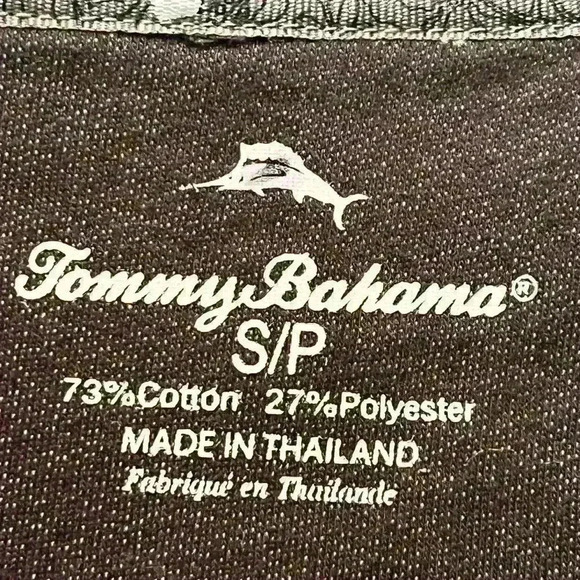 Tommy Bahama®
S/P
73%Cotton 27%Polyester
MADE IN THAILAND
Fabriqué en Thaïlande